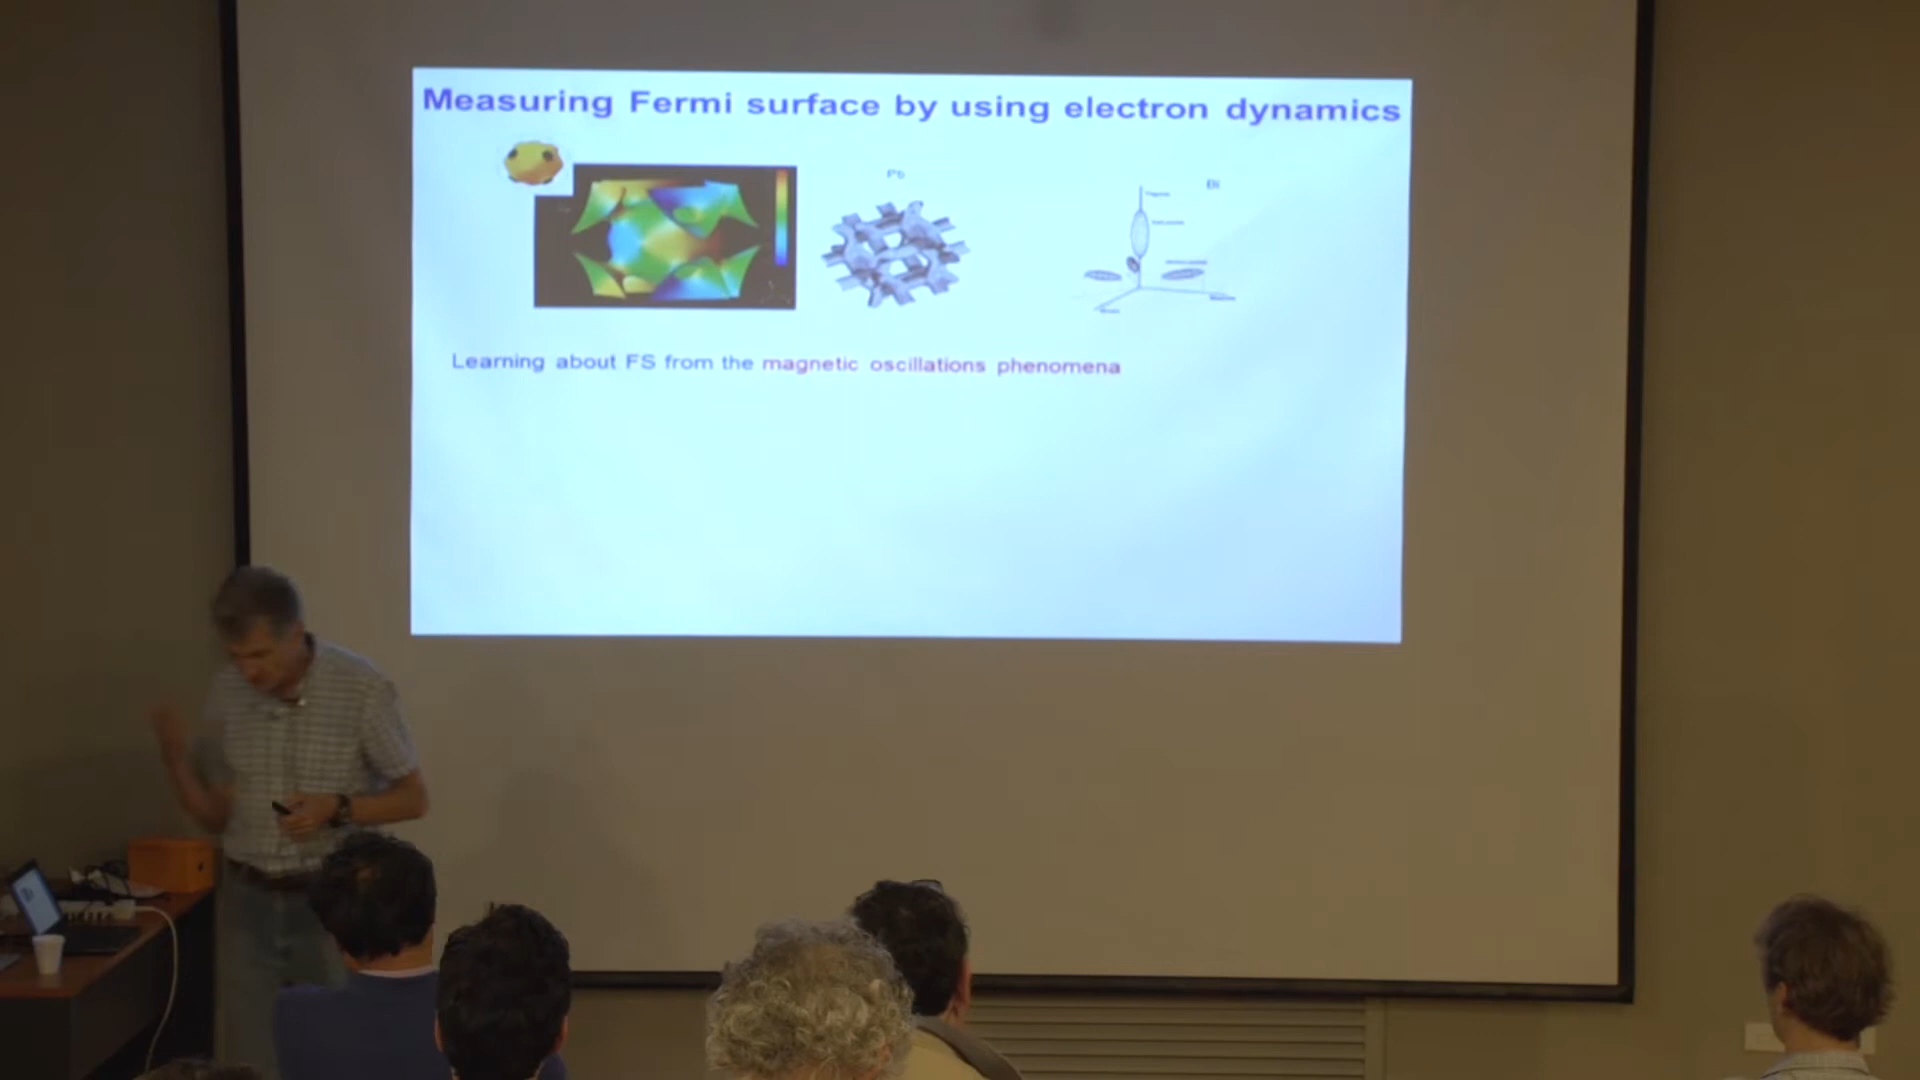 Measuring Fermi surface by using electron dynamics
Pb
Bi
Learning about FS from the magnetic oscillations phenomena